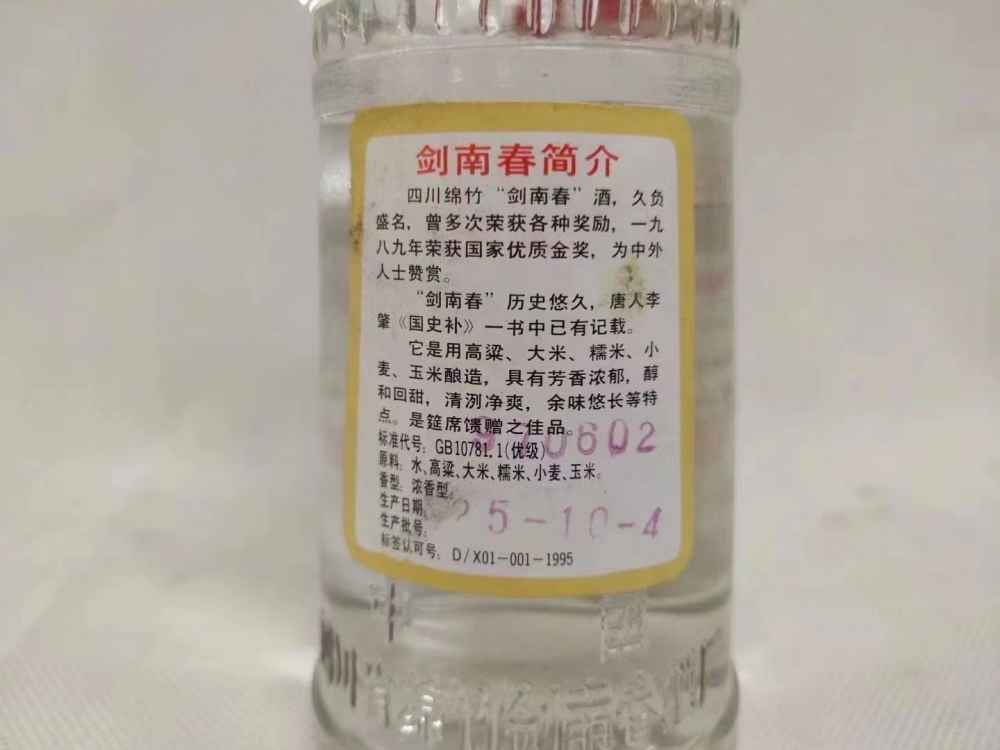 剑南春简介
四川绵竹“剑南春”酒，久负
盛名，曾多次荣获各种奖励，一九
八九年荣获国家优质金奖，为中外
人士赞赏。
“剑南春”历史悠久，唐人李
肇《国史补》一书中已有记载。
它是用高粱、大米、糯米、小
麦、玉米酿造，具有芳香浓郁，醇
和回甜，清洌净爽，余味悠长等特
点。是筵席馈赠之佳品。
970602
标准代号：GB10781.1(优级)
原料：水、高粱、大米、糯米、小麦、玉米。
香型：浓香型。
生产日期：
5-10-4
生产批号：
标签认可号：D/X01-001-1995